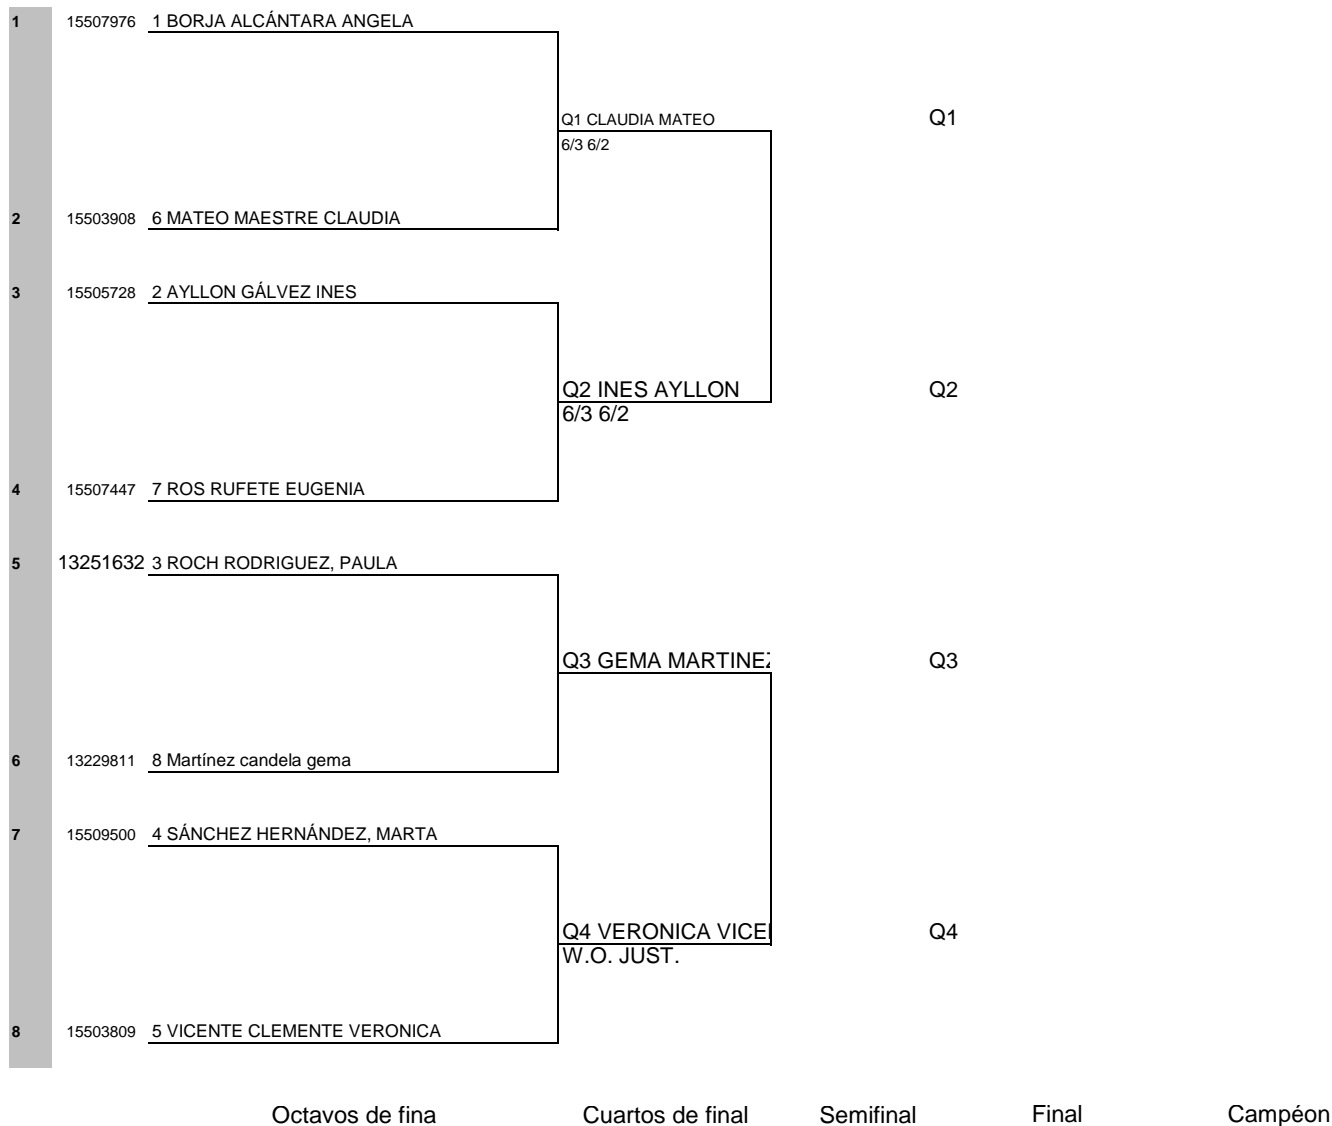 1 15507976 1 BORJA ALCÁNTARA ANGELA
Q1 CLAUDIA MATEO Q1
6/3 6/2
2 15503908 6 MATEO MAESTRE CLAUDIA
3 15505728 2 AYLLON GÁLVEZ INES
Q2 INES AYLLON Q2
6/3 6/2
4 15507447 7 ROS RUFETE EUGENIA
5 13251632 3 ROCH RODRIGUEZ, PAULA
Q3 GEMA MARTINEZ Q3
6 13229811 8 Martínez candela gema
7 15509500 4 SÁNCHEZ HERNÁNDEZ, MARTA
Q4 VERONICA VICE Q4
W.O. JUST.
8 15503809 5 VICENTE CLEMENTE VERONICA
Octavos de fina Cuartos de final Semifinal Final Campéon